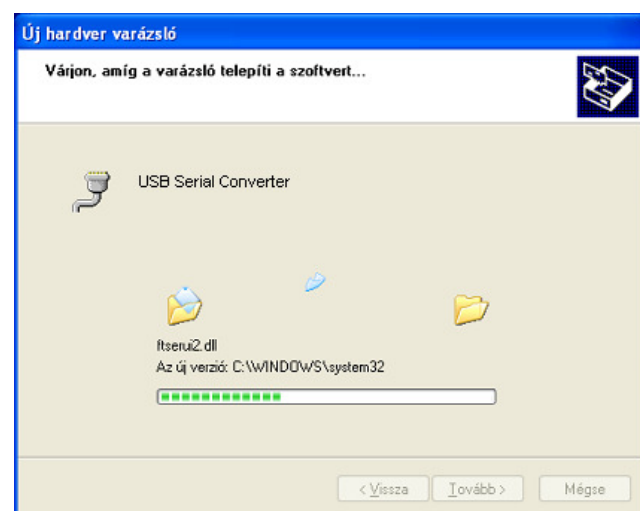 Új hardver varázsló
Várjon, amíg a varázsló telepíti a szoftvert...
USB Serial Converter
ftserui2.dll
Az új verzió: C:\WINDOWS\system32
< Vissza
Tovább >
Mégse